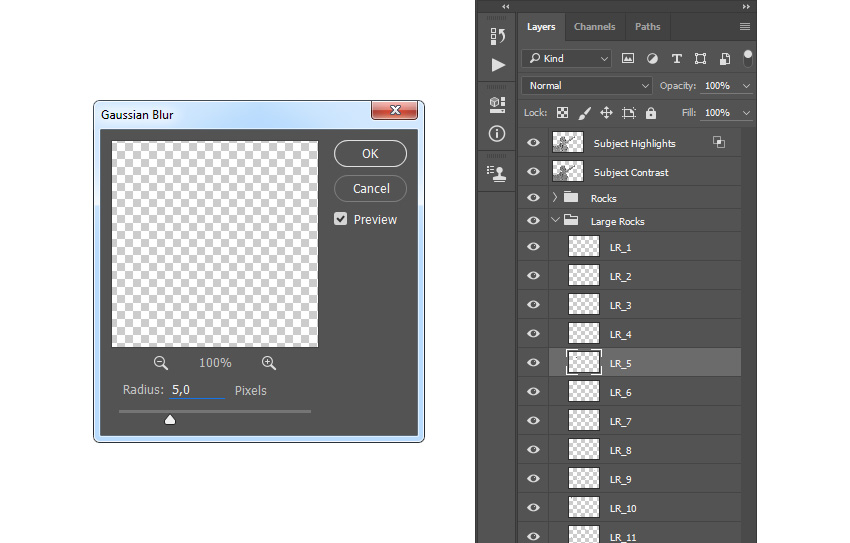 Gaussian Blur
OK
Cancel
Preview
100%
Radius: 5,0 Pixels
Layers Channels Paths
Kind
Normal Opacity: 100%
Lock: Fill: 100%
Subject Highlights
Subject Contrast
Rocks
Large Rocks
LR_1
LR_2
LR_3
LR_4
LR_5
LR_6
LR_7
LR_8
LR_9
LR_10
LR_11